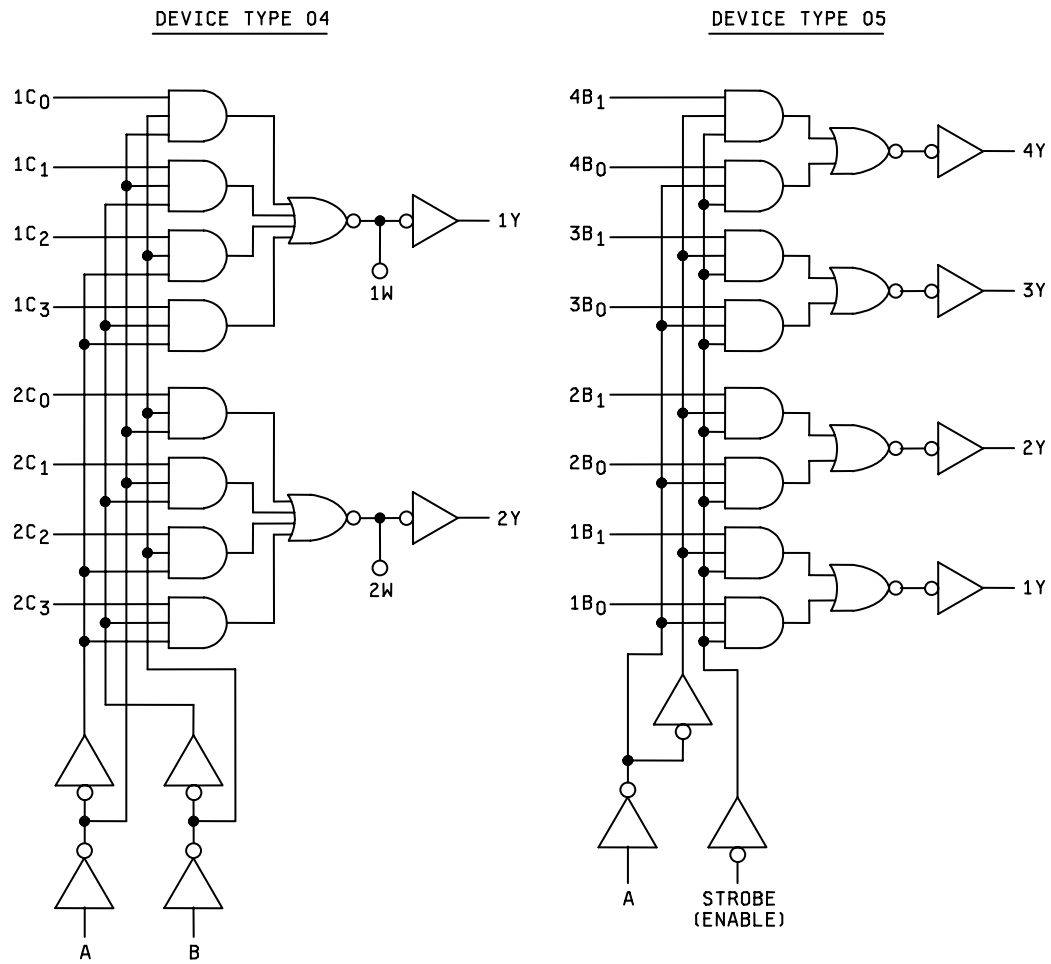 DEVICE TYPE 04
1C0
1C1
1C2
1C3
1Y
1W
2C0
2C1
2C2
2C3
2Y
2W
A
B
DEVICE TYPE 05
4B1
4B0
4Y
3B1
3B0
3Y
2B1
2B0
2Y
1B1
1B0
1Y
A
STROBE
(ENABLE)